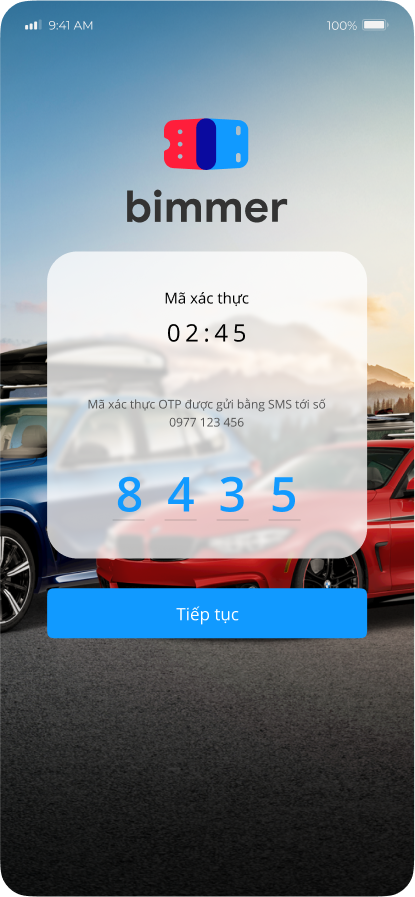 9:41 AM 100%
bimmer
Mã xác thực
02:45
Mã xác thực OTP được gửi bằng SMS tới số
0977 123 456
8 4 3 5
Tiếp tục